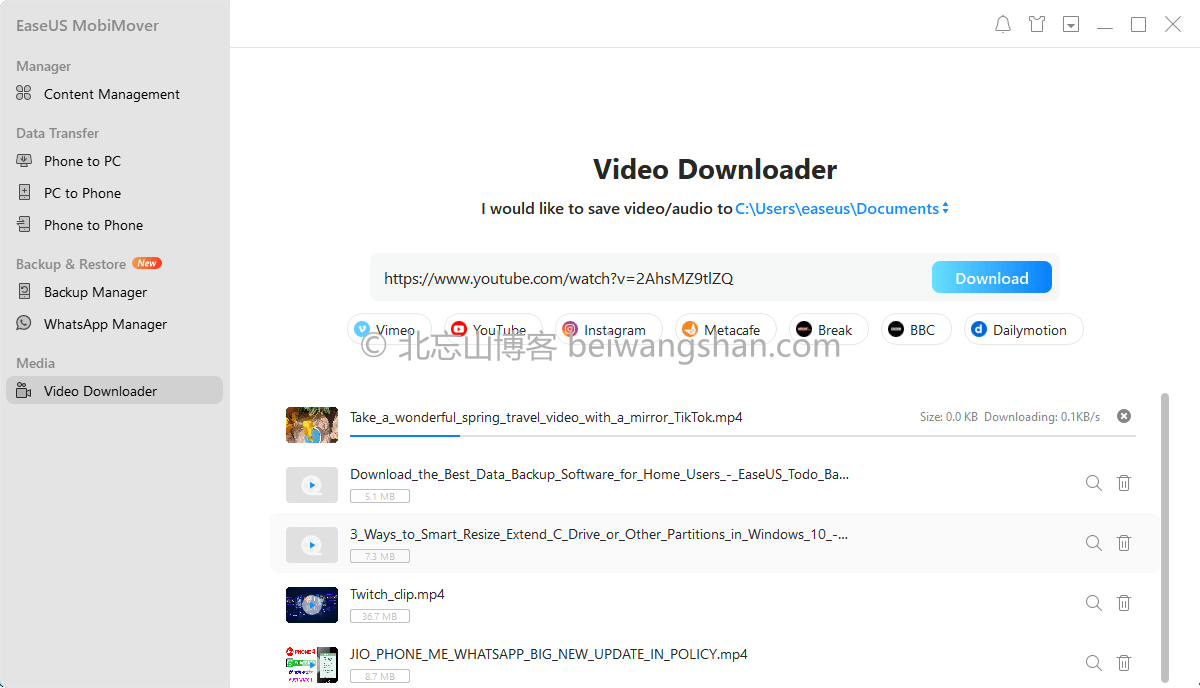 EaseUS MobiMover
Manager
Content Management
Data Transfer
Phone to PC
PC to Phone
Phone to Phone
Backup & Restore New
Backup Manager
WhatsApp Manager
Media
Video Downloader
Video Downloader
I would like to save video/audio to C:\Users\easeus\Documents
https://www.youtube.com/watch?v=2AhsMZ9tlZQ
Download
Vimeo YouTube Instagram Metacafe Break BBC Dailymotion
© 北忘山博客 beiwangshan.com
Take_a_wonderful_spring_travel_video_with_a_mirror_TikTok.mp4
Size: 0.0 KB Downloading: 0.1KB/s
Download_the_Best_Data_Backup_Software_for_Home_Users_-_EaseUS_Todo_Ba...
5.1 MB
3_Ways_to_Smart_Resize_Extend_C_Drive_or_Other_Partitions_in_Windows_10_-...
7.3 MB
Twitch_clip.mp4
36.7 MB
JIO_PHONE_ME_WHATSAPP_BIG_NEW_UPDATE_IN_POLICY.mp4
8.7 MB